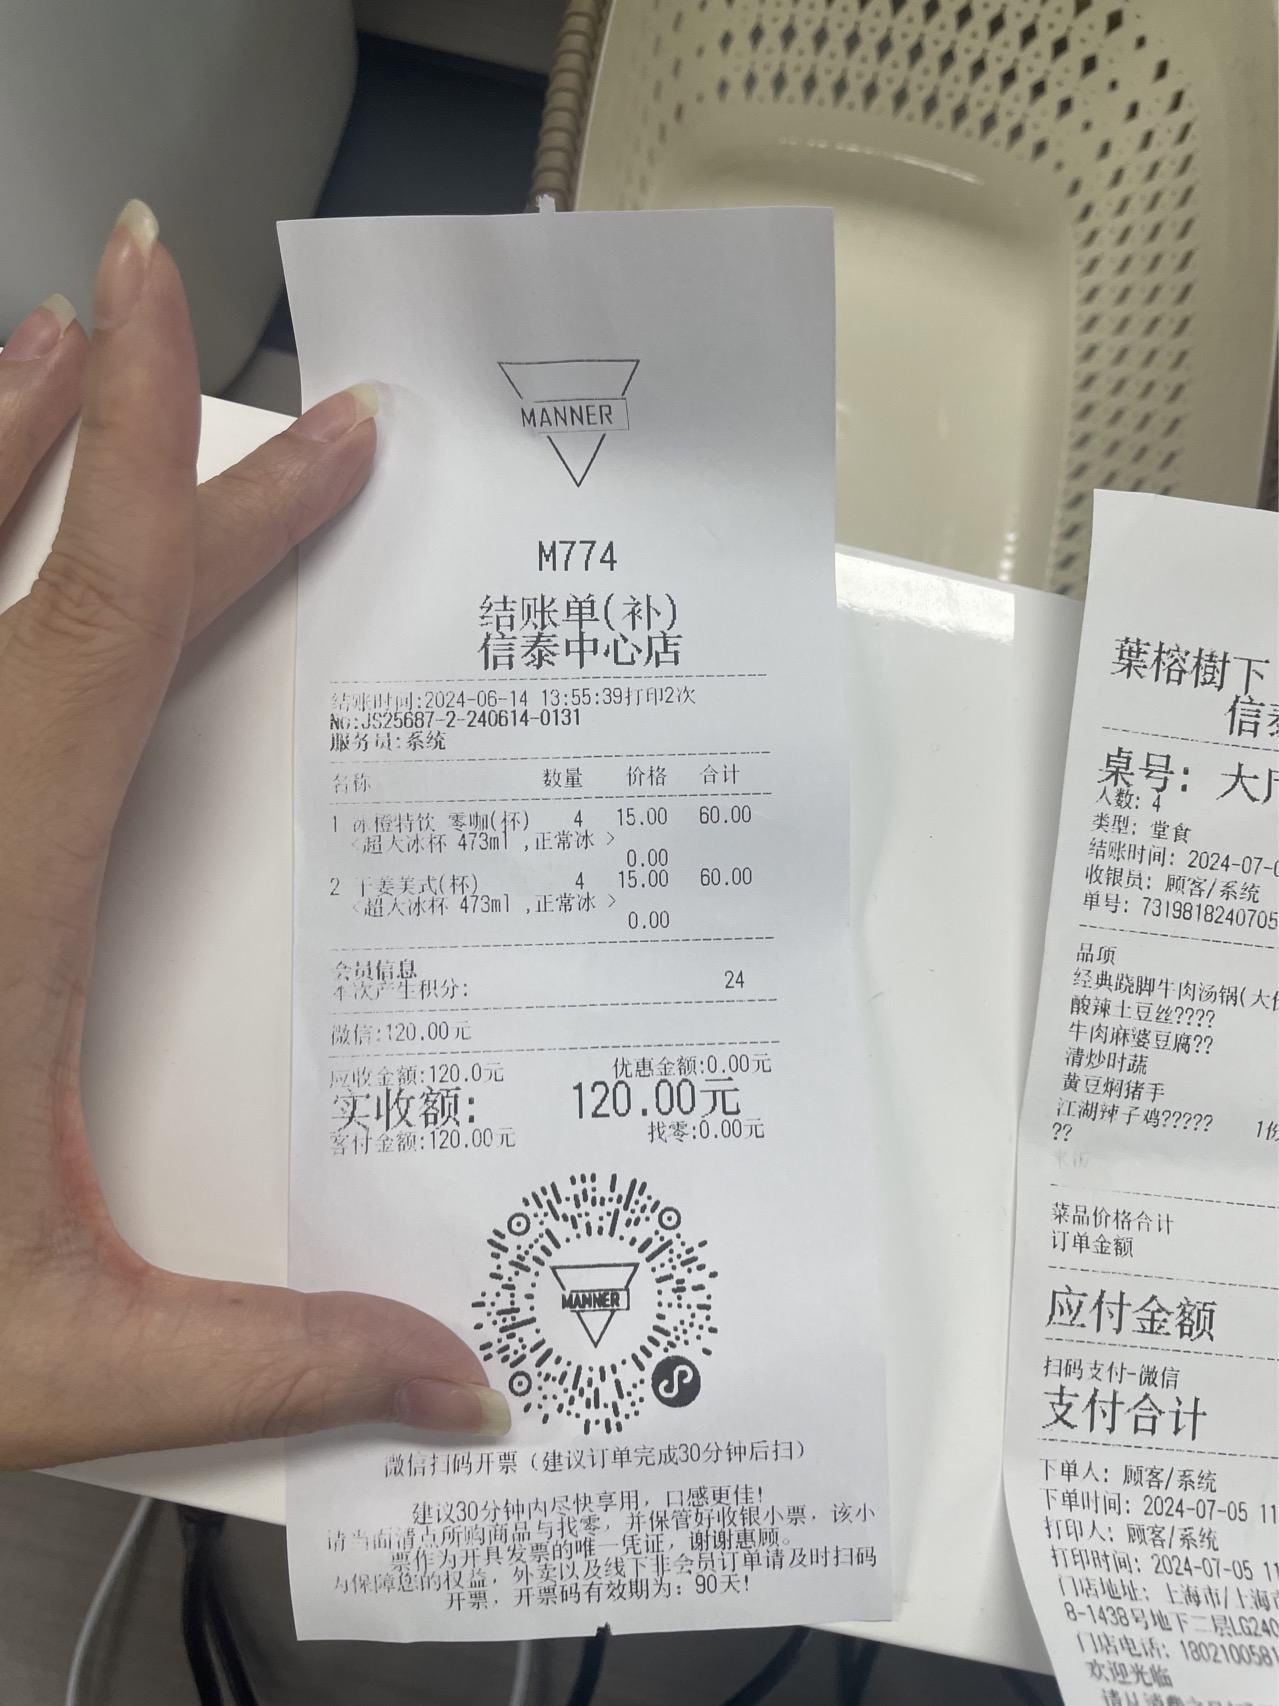 MANNER
M774
结账单(补)
信泰中心店
结账时间:2024-06-14 13:55:39打印2次
NO:JS25687-2-240614-0131
服务员:系统
名称 数量 价格 合计
1 冰橙特饮 零咖(杯) 4 15.00 60.00
<超大冰杯 473ml ,正常冰 >
0.00
2 干姜美式(杯) 4 15.00 60.00
<超大冰杯 473ml ,正常冰 >
0.00
会员信息
本次产生积分: 24
微信:120.00元
应收金额:120.0元 优惠金额:0.00元
实收额: 120.00元
客付金额:120.00元 找零:0.00元
MANNER
微信扫码开票（建议订单完成30分钟后扫）
建议30分钟内尽快享用，口感更佳!
请当面清点所购商品与找零，并保管好收银小票，该小
票作为开具发票的唯一凭证，谢谢惠顾。
为保障您的权益，外卖以及线下非会员订单请及时扫码
开票，开票码有效期为：90天!
葉榕樹下
信泰
桌号：大
人数：4
类型：堂食
结账时间：2024-07-0
收银员：顾客/系统
单号：7319818240705
品项
经典跷脚牛肉汤锅(大
酸辣土豆丝????
牛肉麻婆豆腐??
清炒时蔬
黄豆焖猪手
江湖辣子鸡????? 1份
??
米饭
菜品价格合计
订单金额
应付金额
扫码支付-微信
支付合计
下单人：顾客/系统
下单时间：2024-07-05 11
打印人：顾客/系统
打印时间：2024-07-05 11
门店地址：上海市/上海市
8-1438号地下二层LG240
门店电话：1802100581
欢迎光临